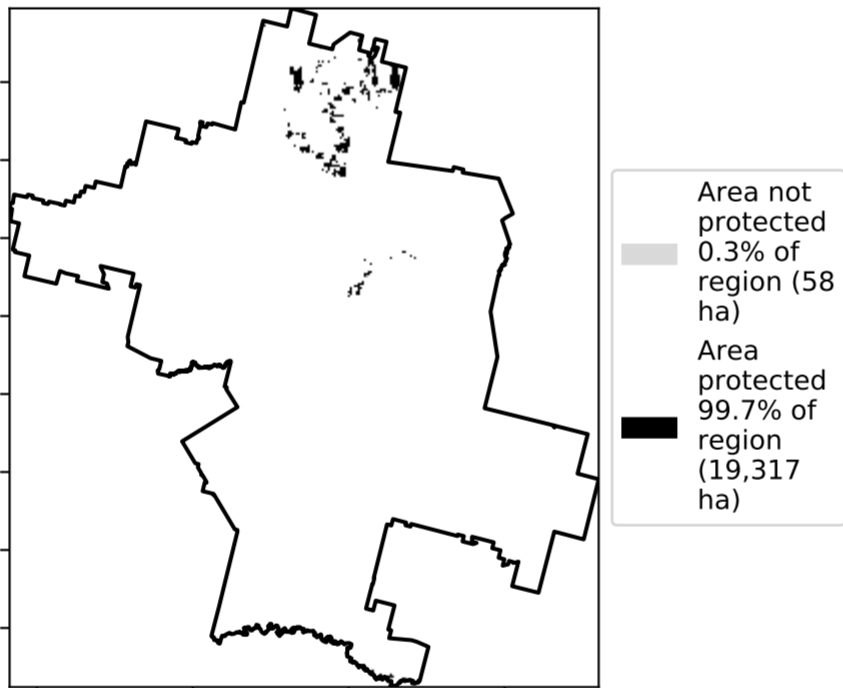 Area not
protected
0.3% of
region (58
ha)
Area
protected
99.7% of
region
(19,317
ha)